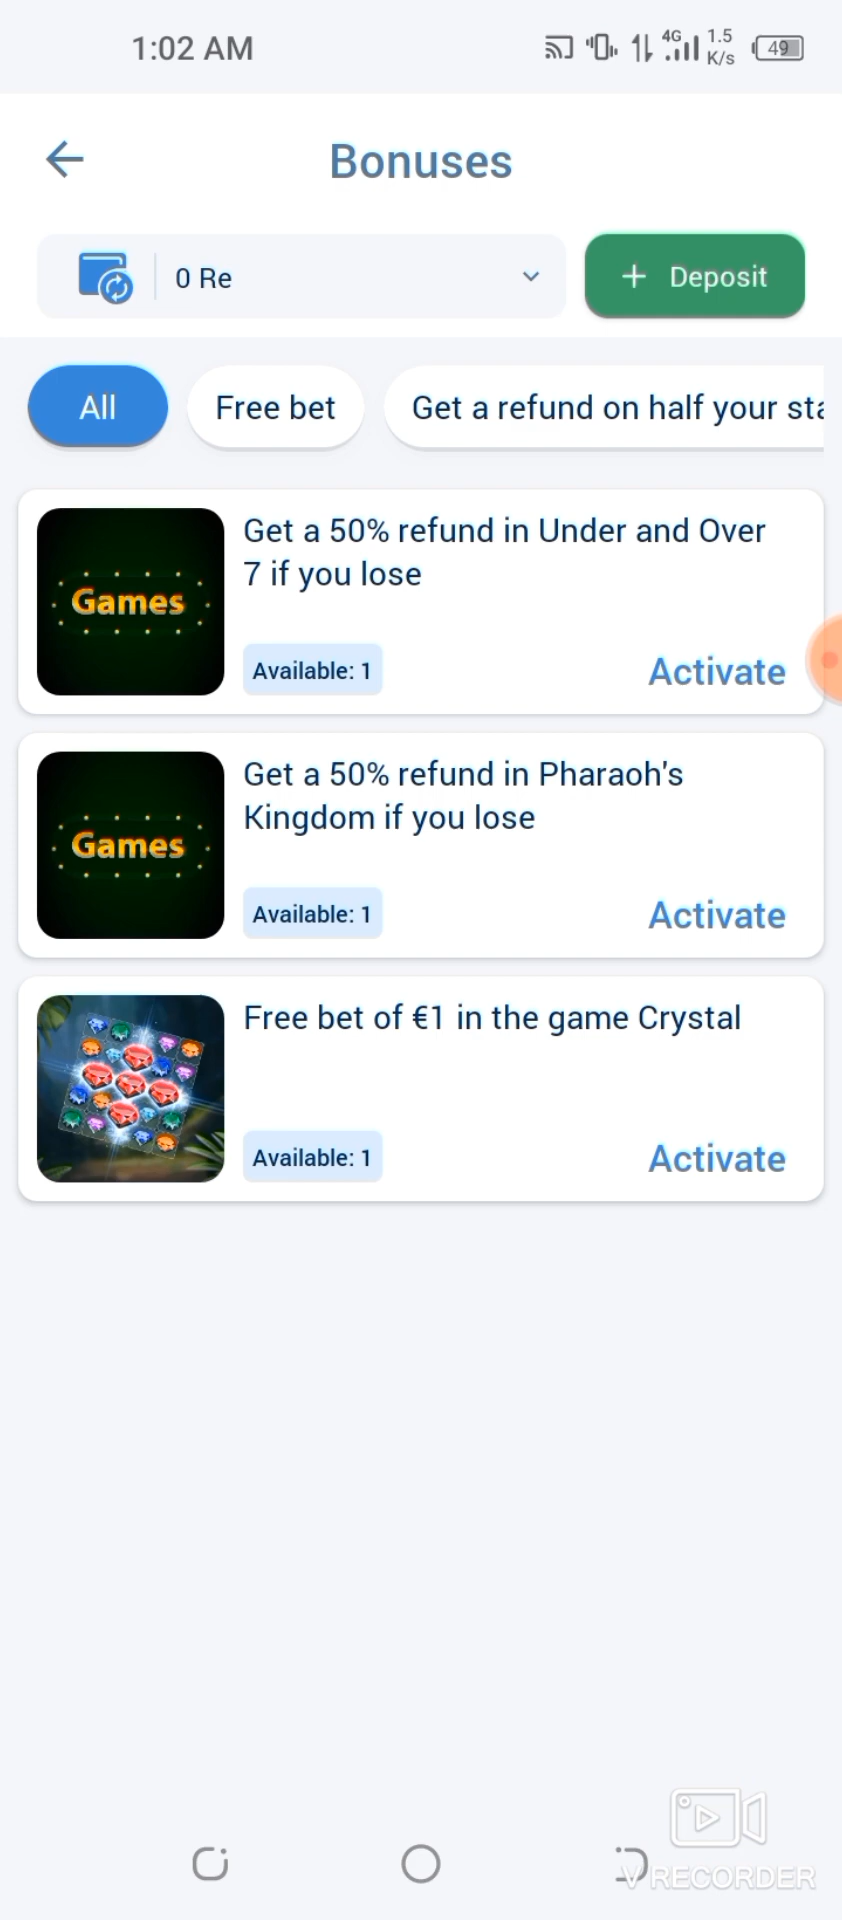 1:02 AM
4G
1.5
K/s
49
Bonuses
0 Re
+ Deposit
All
Free bet
Get a refund on half your sta
Games
Get a 50% refund in Under and Over
7 if you lose
Available: 1
Activate
Games
Get a 50% refund in Pharaoh's
Kingdom if you lose
Available: 1
Activate
Free bet of €1 in the game Crystal
Available: 1
Activate
V RECORDER